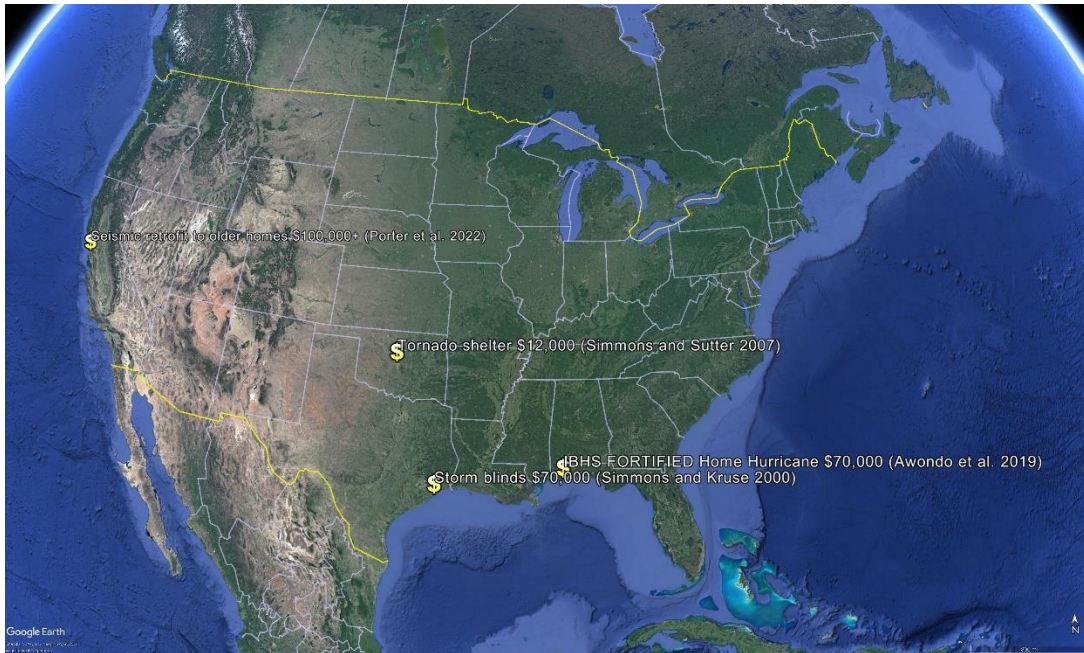 $ Seismic retrofit to older homes $100,000+ (Porter et al. 2022)
$ Tornado shelter $12,000 (Simmons and Sutter 2007)
$ IBHS FORTIFIED Home Hurricane $70,000 (Awondo et al. 2019)
$ Storm blinds $70,000 (Simmons and Kruse 2000)
Google Earth
N